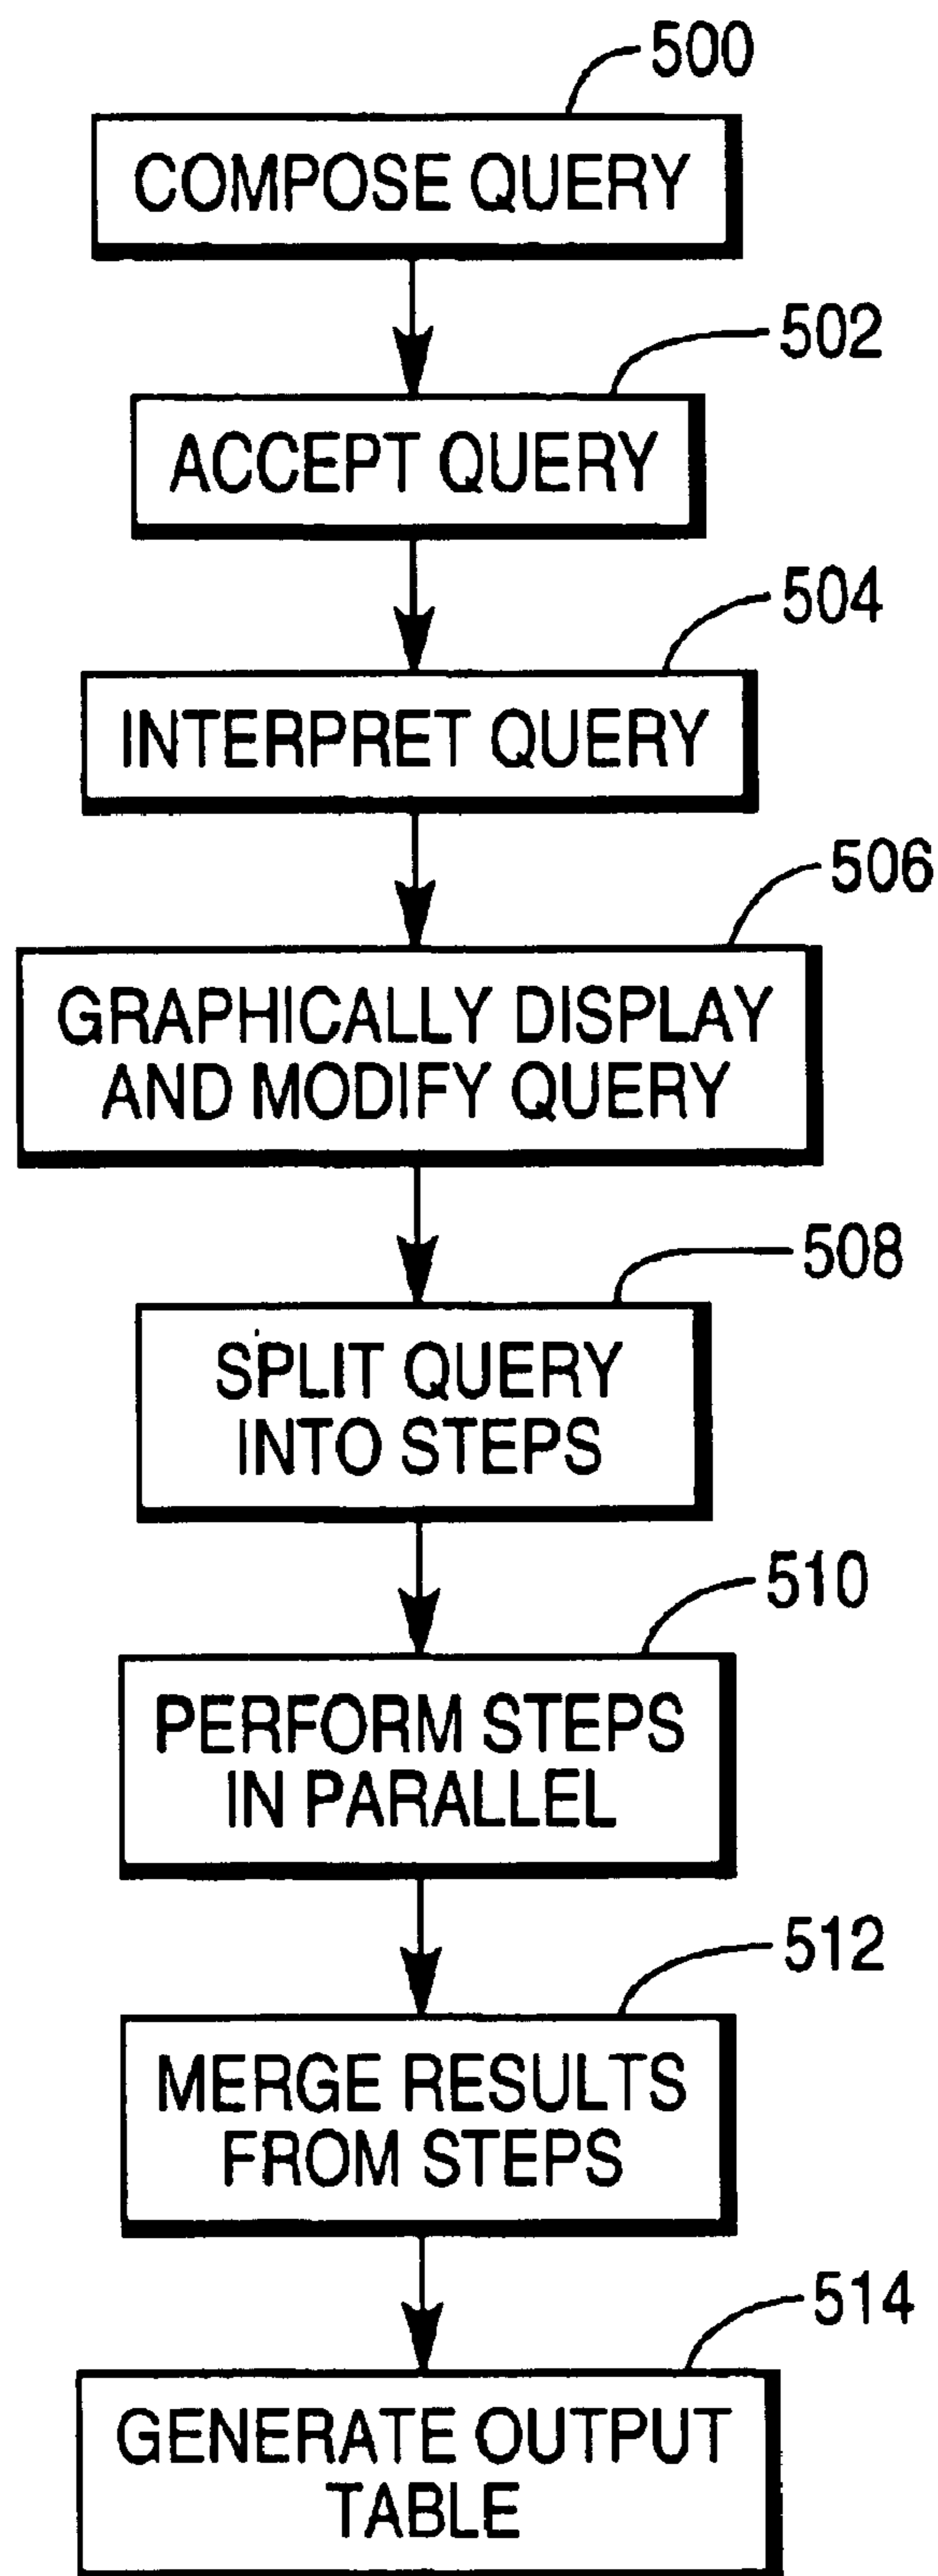 500
COMPOSE QUERY
502
ACCEPT QUERY
504
INTERPRET QUERY
506
GRAPHICALLY DISPLAY
AND MODIFY QUERY
508
SPLIT QUERY
INTO STEPS
510
PERFORM STEPS
IN PARALLEL
512
MERGE RESULTS
FROM STEPS
514
GENERATE OUTPUT
TABLE